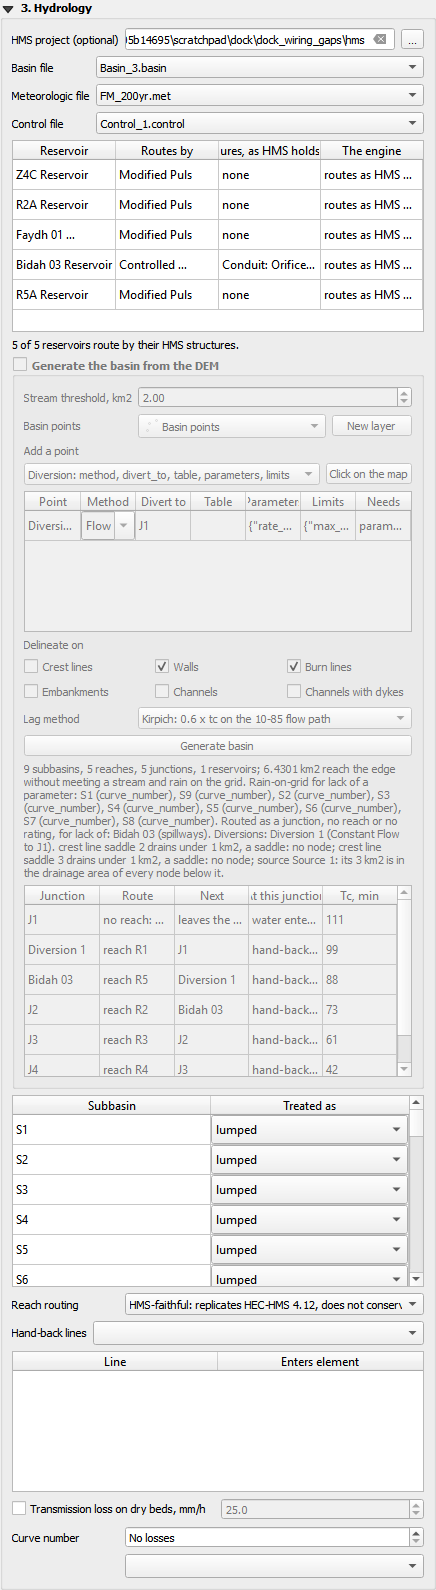 3. Hydrology
HMS project (optional) 95b14695\scratchpad\dock\dock_wiring_gaps\hms ...
Basin file Basin_3.basin
Meteorologic file FM_200yr.met
Control file Control_1.control
Reservoir Routes by ures, as HMS holds The engine
Z4C Reservoir Modified Puls none routes as HMS ...
R2A Reservoir Modified Puls none routes as HMS ...
Faydh 01 ... Modified Puls none routes as HMS ...
Bidah 03 Reservoir Controlled ... Conduit: Orifice... routes as HMS ...
R5A Reservoir Modified Puls none routes as HMS ...
5 of 5 reservoirs route by their HMS structures.
Generate the basin from the DEM
Stream threshold, km2 2.00
Basin points Basin points New layer
Add a point
Diversion: method, divert_to, table, parameters, limits Click on the map
Point Method Divert to Table Parameter Limits Needs
Diversi... Flow J1 {"rate_... {"max_... param...
Delineate on
Crest lines Walls Burn lines
Embankments Channels Channels with dykes
Lag method Kirpich: 0.6 x tc on the 10-85 flow path
Generate basin
9 subbasins, 5 reaches, 5 junctions, 1 reservoirs; 6.4301 km2 reach the edge
without meeting a stream and rain on the grid. Rain-on-grid for lack of a
parameter: S1 (curve_number), S9 (curve_number), S2 (curve_number), S3
(curve_number), S4 (curve_number), S5 (curve_number), S6 (curve_number),
S7 (curve_number), S8 (curve_number). Routed as a junction, no reach or no
rating, for lack of: Bidah 03 (spillways). Diversions: Diversion 1 (Constant Flow
to J1). crest line saddle 2 drains under 1 km2, a saddle: no node; crest line
saddle 3 drains under 1 km2, a saddle: no node; source Source 1: its 3 km2 is in
the drainage area of every node below it.
Junction Route Next At this junction Tc, min
J1 no reach: ... leaves the ... water ente... 111
Diversion 1 reach R1 J1 hand-back... 99
Bidah 03 reach R5 Diversion 1 hand-back... 88
J2 reach R2 Bidah 03 hand-back... 73
J3 reach R3 J2 hand-back... 61
J4 reach R4 J3 hand-back... 42
Subbasin Treated as
S1 lumped
S2 lumped
S3 lumped
S4 lumped
S5 lumped
S6 lumped
Reach routing HMS-faithful: replicates HEC-HMS 4.12, does not conserv
Hand-back lines
Line Enters element
Transmission loss on dry beds, mm/h 25.0
Curve number No losses